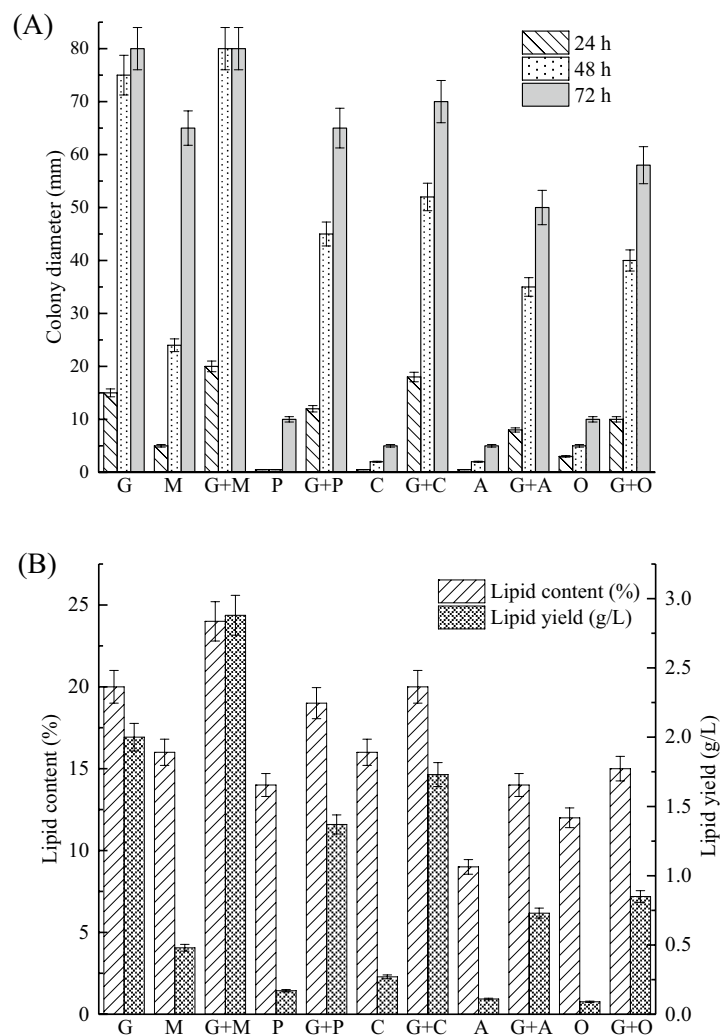 (A)
80
70
60
50
40
30
20
10
0
Colony diameter (mm)
24 h
48 h
72 h
G M G+M P G+P C G+C A G+A O G+O
(B)
25
20
15
10
5
0
Lipid content (%)
Lipid content (%)
Lipid yield (g/L)
3.0
2.5
2.0
1.5
1.0
0.5
0.0
Lipid yield (g/L)
G M G+M P G+P C G+C A G+A O G+O